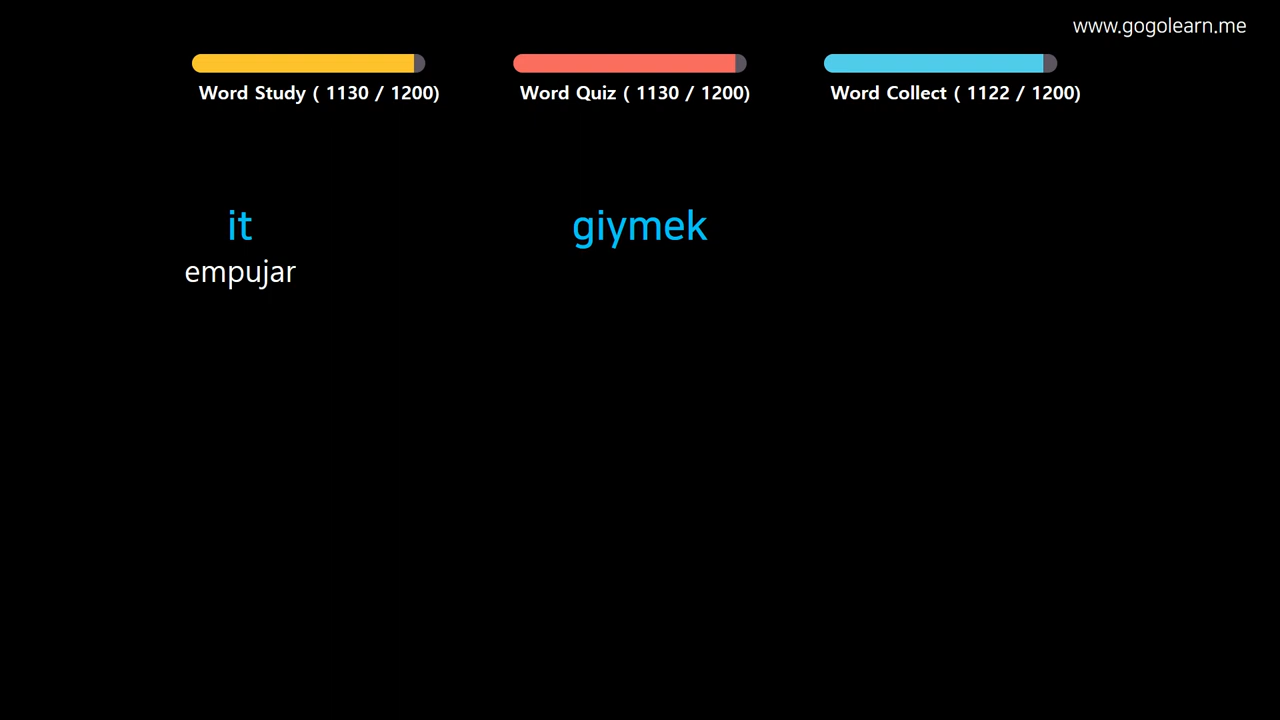 www.gogolearn.me
Word Study ( 1130 / 1200)
Word Quiz ( 1130 / 1200)
Word Collect ( 1122 / 1200)
it
giymek
empujar